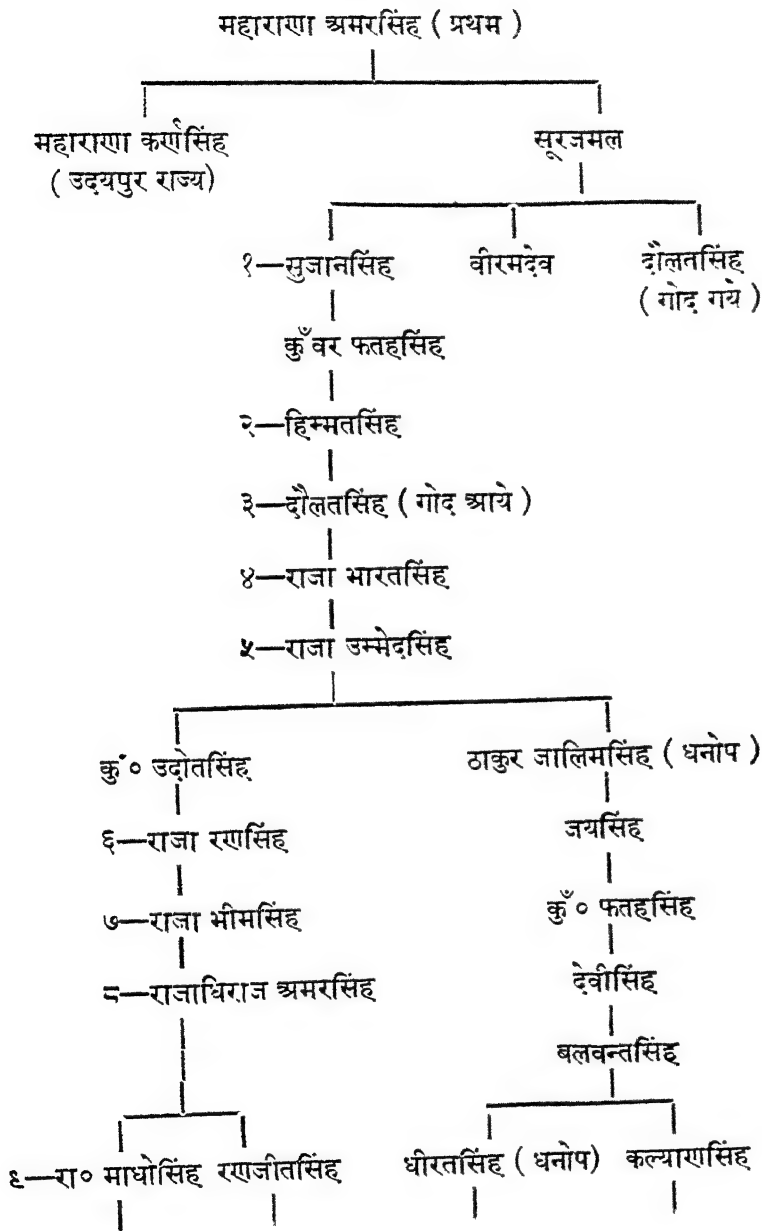 महाराणा अमरसिंह ( प्रथम )
महाराणा कर्णसिंह सूरजमल
( उदयपुर राज्य)
१—सुजानसिंह वीरमदेव दौलतसिंह
( गोद गये )
कुँवर फतहसिंह
२—हिम्मतसिंह
३—दौलतसिंह ( गोद आये )
४—राजा भारतसिंह
५—राजा उम्मेदसिंह
कुँ० उदोतसिंह ठाकुर जालिमसिंह ( धनोप )
६—राजा रणसिंह जयसिंह
७—राजा भीमसिंह कुँ० फतहसिंह
८—राजाधिराज अमरसिंह देवीसिंह
बलवन्तसिंह
९—रा० माधोसिंह रणजीतसिंह धीरतसिंह ( धनोप) कल्याणसिंह